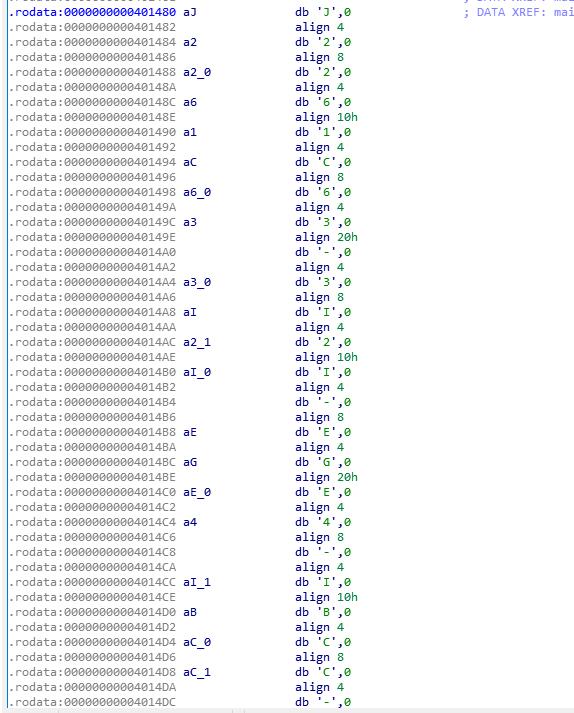 .rodata:0000000000401480 aJ db 'J',0 ; DATA XREF: mai
.rodata:0000000000401482 align 4
.rodata:0000000000401484 a2 db '2',0
.rodata:0000000000401486 align 8
.rodata:0000000000401488 a2_0 db '2',0
.rodata:000000000040148A align 4
.rodata:000000000040148C a6 db '6',0
.rodata:000000000040148E align 10h
.rodata:0000000000401490 a1 db '1',0
.rodata:0000000000401492 align 4
.rodata:0000000000401494 aC db 'C',0
.rodata:0000000000401496 align 8
.rodata:0000000000401498 a6_0 db '6',0
.rodata:000000000040149A align 4
.rodata:000000000040149C a3 db '3',0
.rodata:000000000040149E align 20h
.rodata:00000000004014A0 db '-',0
.rodata:00000000004014A2 align 4
.rodata:00000000004014A4 a3_0 db '3',0
.rodata:00000000004014A6 align 8
.rodata:00000000004014A8 aI db 'I',0
.rodata:00000000004014AA align 4
.rodata:00000000004014AC a2_1 db '2',0
.rodata:00000000004014AE align 10h
.rodata:00000000004014B0 aI_0 db 'I',0
.rodata:00000000004014B2 align 4
.rodata:00000000004014B4 db '-',0
.rodata:00000000004014B6 align 8
.rodata:00000000004014B8 aE db 'E',0
.rodata:00000000004014BA align 4
.rodata:00000000004014BC aG db 'G',0
.rodata:00000000004014BE align 20h
.rodata:00000000004014C0 aE_0 db 'E',0
.rodata:00000000004014C2 align 4
.rodata:00000000004014C4 a4 db '4',0
.rodata:00000000004014C6 align 8
.rodata:00000000004014C8 db '-',0
.rodata:00000000004014CA align 4
.rodata:00000000004014CC aI_1 db 'I',0
.rodata:00000000004014CE align 10h
.rodata:00000000004014D0 aB db 'B',0
.rodata:00000000004014D2 align 4
.rodata:00000000004014D4 aC_0 db 'C',0
.rodata:00000000004014D6 align 8
.rodata:00000000004014D8 aC_1 db 'C',0
.rodata:00000000004014DA align 4
.rodata:00000000004014DC db '-',0